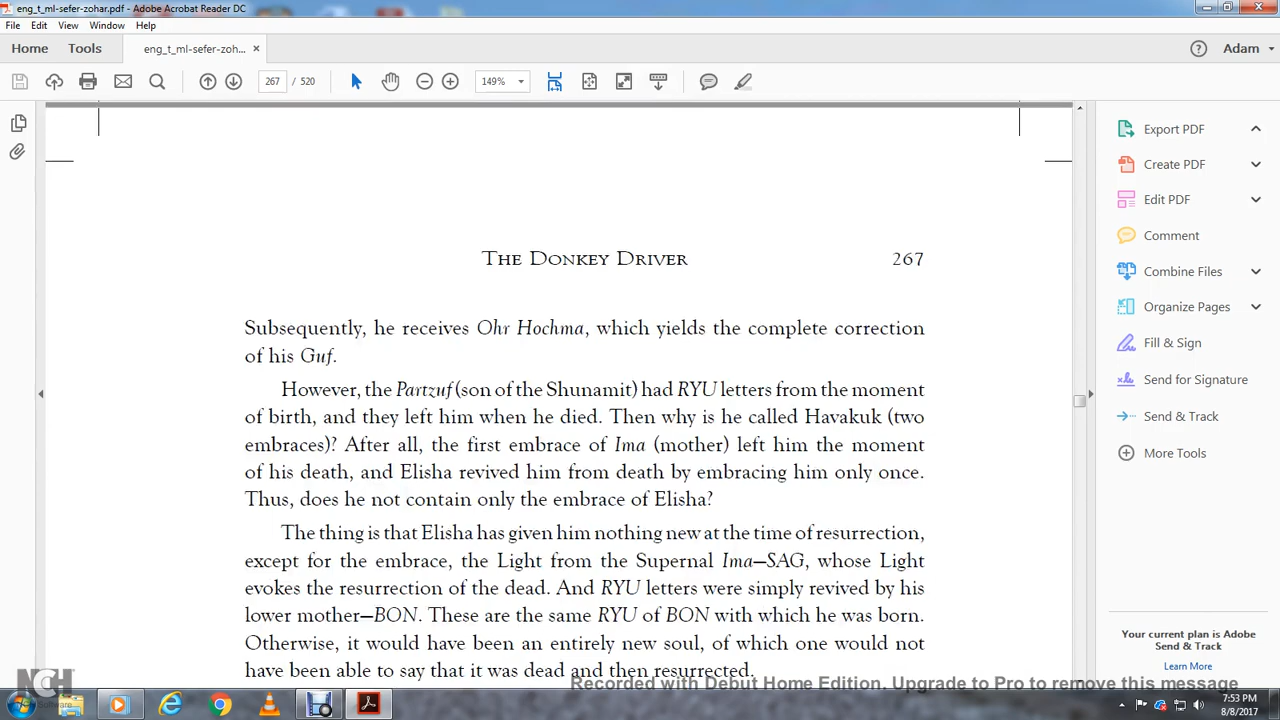 eng_t_ml-sefer-zohar.pdf - Adobe Acrobat Reader DC
File Edit View Window Help
Home Tools eng_t_ml-sefer-zoh... × Adam
267 / 520 149%
Export PDF
Create PDF
Edit PDF
Comment
Combine Files
Organize Pages
Fill & Sign
Send for Signature
Send & Track
More Tools
Your current plan is Adobe
Send & Track
Learn More
THE DONKEY DRIVER 267
Subsequently, he receives Ohr Hochma, which yields the complete correction
of his Guf.
However, the Partzuf (son of the Shunamit) had RYU letters from the moment
of birth, and they left him when he died. Then why is he called Havakuk (two
embraces)? After all, the first embrace of Ima (mother) left him the moment
of his death, and Elisha revived him from death by embracing him only once.
Thus, does he not contain only the embrace of Elisha?
The thing is that Elisha has given him nothing new at the time of resurrection,
except for the embrace, the Light from the Supernal Ima—SAG, whose Light
evokes the resurrection of the dead. And RYU letters were simply revived by his
lower mother—BON. These are the same RYU of BON with which he was born.
Otherwise, it would have been an entirely new soul, of which one would not
have been able to say that it was dead and then resurrected.
Recorded with Debut Home Edition. Upgrade to Pro to remove this message
NCH Software
7:53 PM
8/8/2017